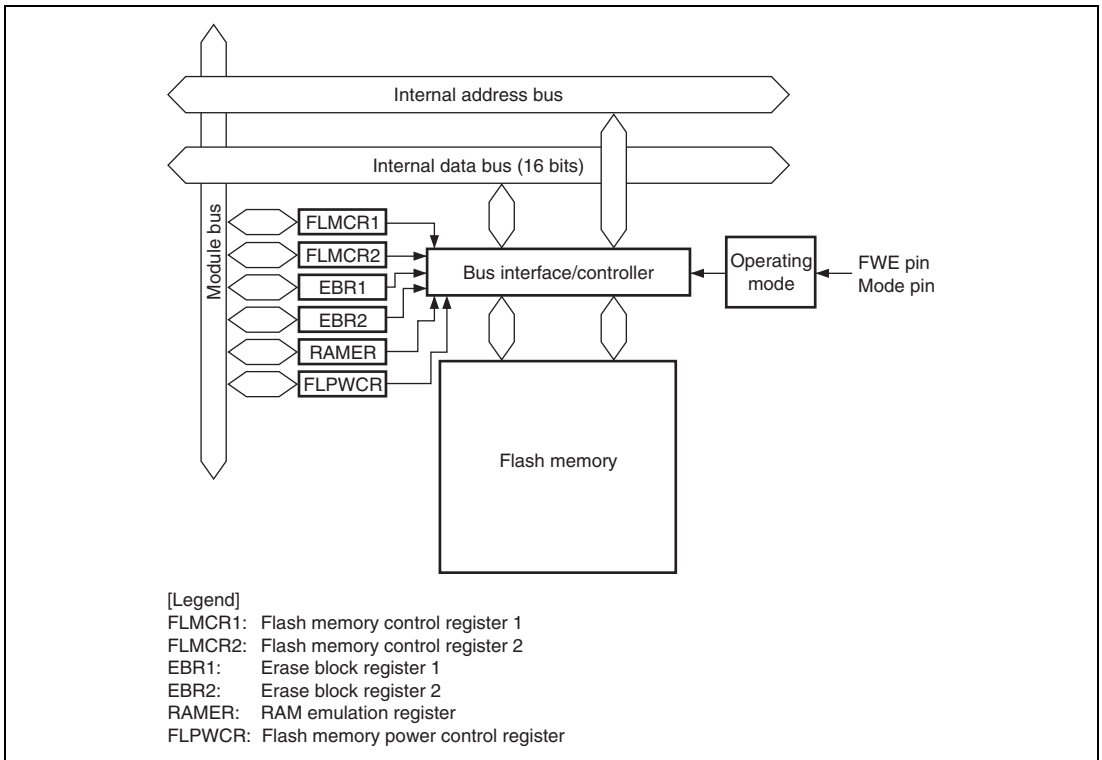 Internal address bus
Internal data bus (16 bits)
Module bus
FLMCR1
FLMCR2
EBR1
EBR2
RAMER
FLPWCR
Bus interface/controller
Operating
mode
FWE pin
Mode pin
Flash memory
[Legend]
FLMCR1: Flash memory control register 1
FLMCR2: Flash memory control register 2
EBR1: Erase block register 1
EBR2: Erase block register 2
RAMER: RAM emulation register
FLPWCR: Flash memory power control register